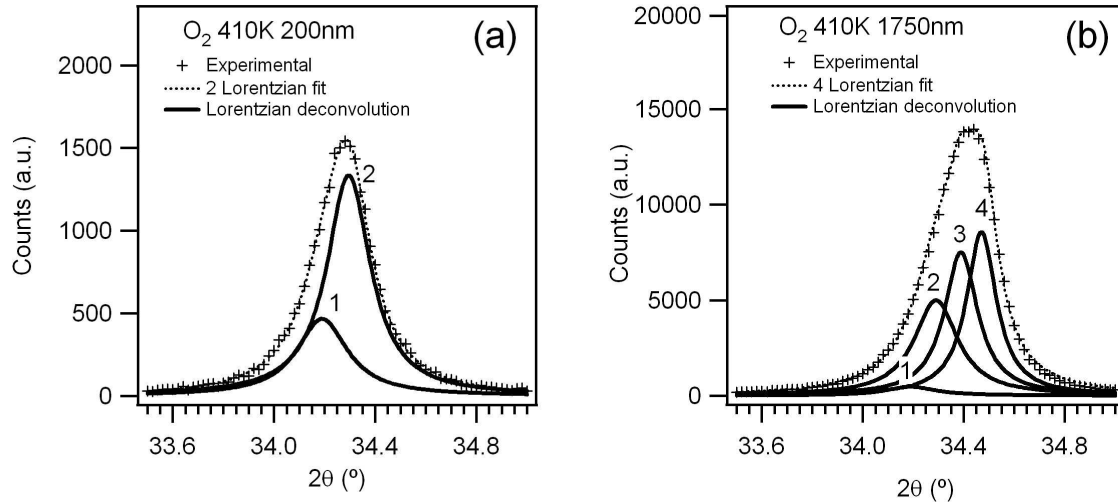 (a)
O₂ 410K 200nm
Experimental
2 Lorentzian fit
Lorentzian deconvolution
2000
1500
1000
500
0
Counts (a.u.)
1
2
33.6
34.0
34.4
34.8
2θ (º)
(b)
O₂ 410K 1750nm
Experimental
4 Lorentzian fit
Lorentzian deconvolution
20000
15000
10000
5000
0
Counts (a.u.)
1
2
3
4
33.6
34.0
34.4
34.8
2θ (º)